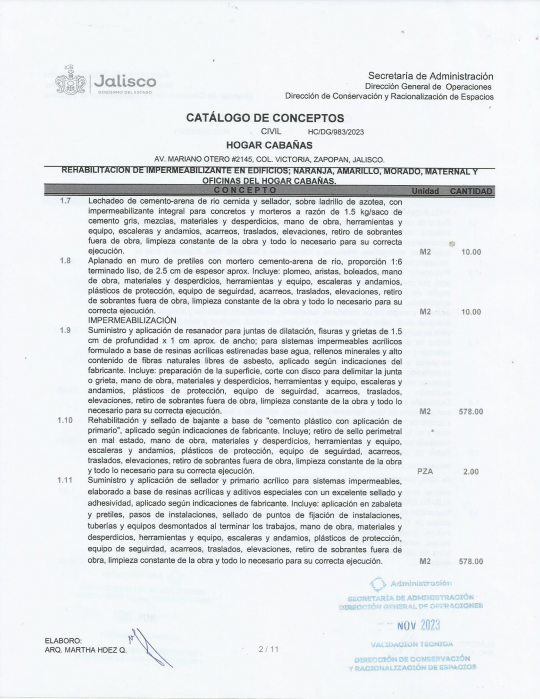 Jalisco
GOBIERNO DEL ESTADO
Secretaría de Administración
Dirección General de Operaciones
Dirección de Conservación y Racionalización de Espacios
CATÁLOGO DE CONCEPTOS
CIVIL HC/DG/983/2023
HOGAR CABAÑAS
AV. MARIANO OTERO #2145, COL. VICTORIA, ZAPOPAN, JALISCO.
REHABILITACION DE IMPERMEABILIZANTE EN EDIFICIOS; NARANJA, AMARILLO, MORADO, MATERNAL Y
OFICINAS DEL HOGAR CABAÑAS.
CONCEPTO Unidad CANTIDAD
1.7 Lechadeo de cemento-arena de rio cernida y sellador, sobre ladrillo de azotea, con
impermeabilizante integral para concretos y morteros a razón de 1.5 kg/saco de
cemento gris, mezclas, materiales y desperdicios, mano de obra, herramientas y
equipo, escaleras y andamios, acarreos, traslados, elevaciones, retiro de sobrantes
fuera de obra, limpieza constante de la obra y todo lo necesario para su correcta
ejecución. M2 10.00
1.8 Aplanado en muro de pretiles con mortero cemento-arena de río, proporción 1:6
terminado liso, de 2.5 cm de espesor aprox. Incluye: plomeo, aristas, boleados, mano
de obra, materiales y desperdicios, herramientas y equipo, escaleras y andamios,
plásticos de protección, equipo de seguirdad, acarreos, traslados, elevaciones, retiro
de sobrantes fuera de obra, limpieza constante de la obra y todo lo necesario para su
correcta ejecución. M2 10.00
IMPERMEABILIZACIÓN
1.9 Suministro y aplicación de resanador para juntas de dilatación, fisuras y grietas de 1.5
cm de profundidad x 1 cm aprox. de ancho; para sistemas impermeables acrílicos
formulado a base de resinas acrílicas estirenadas base agua, rellenos minerales y alto
contenido de fibras naturales libres de asbesto, aplicado según indicaciones del
fabricante. Incluye: preparación de la superficie, corte con disco para delimitar la junta
o grieta, mano de obra, materiales y desperdicios, herramientas y equipo, escaleras y
andamios, plásticos de protección, equipo de seguirdad, acarreos, traslados,
elevaciones, retiro de sobrantes fuera de obra, limpieza constante de la obra y todo lo
necesario para su correcta ejecución. M2 578.00
1.10 Rehabilitación y sellado de bajante a base de "cemento plástico con aplicación de
primario", aplicado según indicaciones de fabricante. Incluye; retiro de sello perimetral
en mal estado, mano de obra, materiales y desperdicios, herramientas y equipo,
escaleras y andamios, plásticos de protección, equipo de seguirdad, acarreos,
traslados, elevaciones, retiro de sobrantes fuera de obra, limpieza constante de la obra
y todo lo necesario para su correcta ejecución. PZA 2.00
1.11 Suministro y aplicación de sellador y primario acrílico para sistemas impermeables,
elaborado a base de resinas acrílicas y aditivos especiales con un excelente sellado y
adhesividad, aplicado según indicaciones de fabricante. Incluye: aplicación en zabaleta
y pretiles, pasos de instalaciones, sellado de puntos de fijación de instalaciones,
tuberías y equipos desmontados al terminar los trabajos, mano de obra, materiales y
desperdicios, herramientas y equipo, escaleras y andamios, plásticos de protección,
equipo de seguirdad, acarreos, traslados, elevaciones, retiro de sobrantes fuera de
obra, limpieza constante de la obra y todo lo necesario para su correcta ejecución. M2 578.00
Administración
SECRETARÍA DE ADMINISTRACIÓN
DIRECCIÓN GENERAL DE OPERACIONES
NOV 2023
VALIDACIÓN TÉCNICA
DIRECCIÓN DE CONSERVACIÓN
Y RACIONALIZACIÓN DE ESPACIOS
ELABORO:
ARQ. MARTHA HDEZ Q.
2 / 11